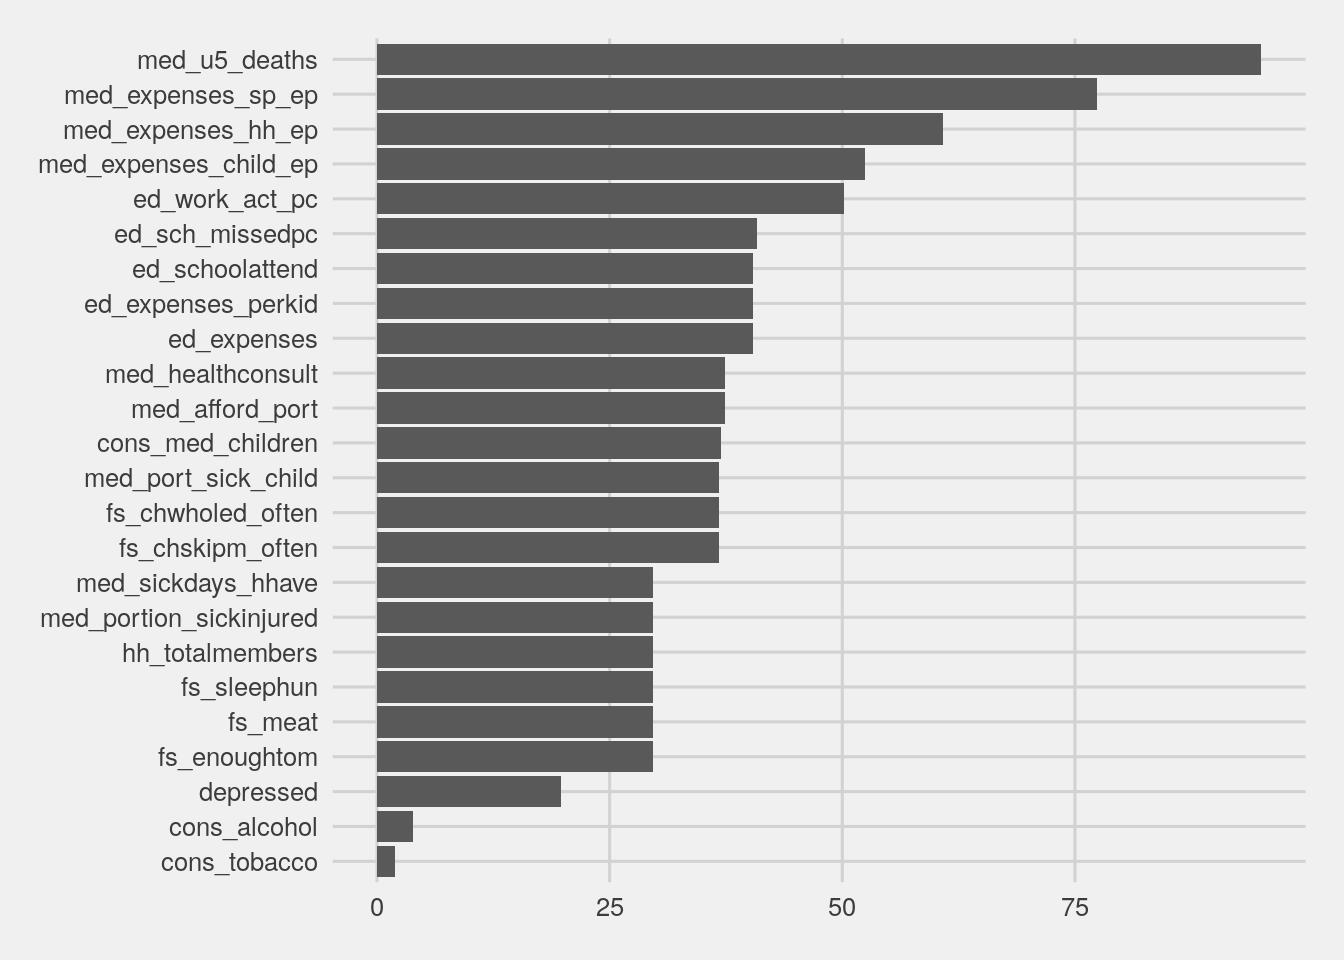 med_u5_deaths
med_expenses_sp_ep
med_expenses_hh_ep
med_expenses_child_ep
ed_work_act_pc
ed_sch_missedpc
ed_schoolattend
ed_expenses_perkid
ed_expenses
med_healthconsult
med_afford_port
cons_med_children
med_port_sick_child
fs_chwholed_often
fs_chskipm_often
med_sickdays_hhave
med_portion_sickinjured
hh_totalmembers
fs_sleephun
fs_meat
fs_enoughtom
depressed
cons_alcohol
cons_tobacco
0 25 50 75